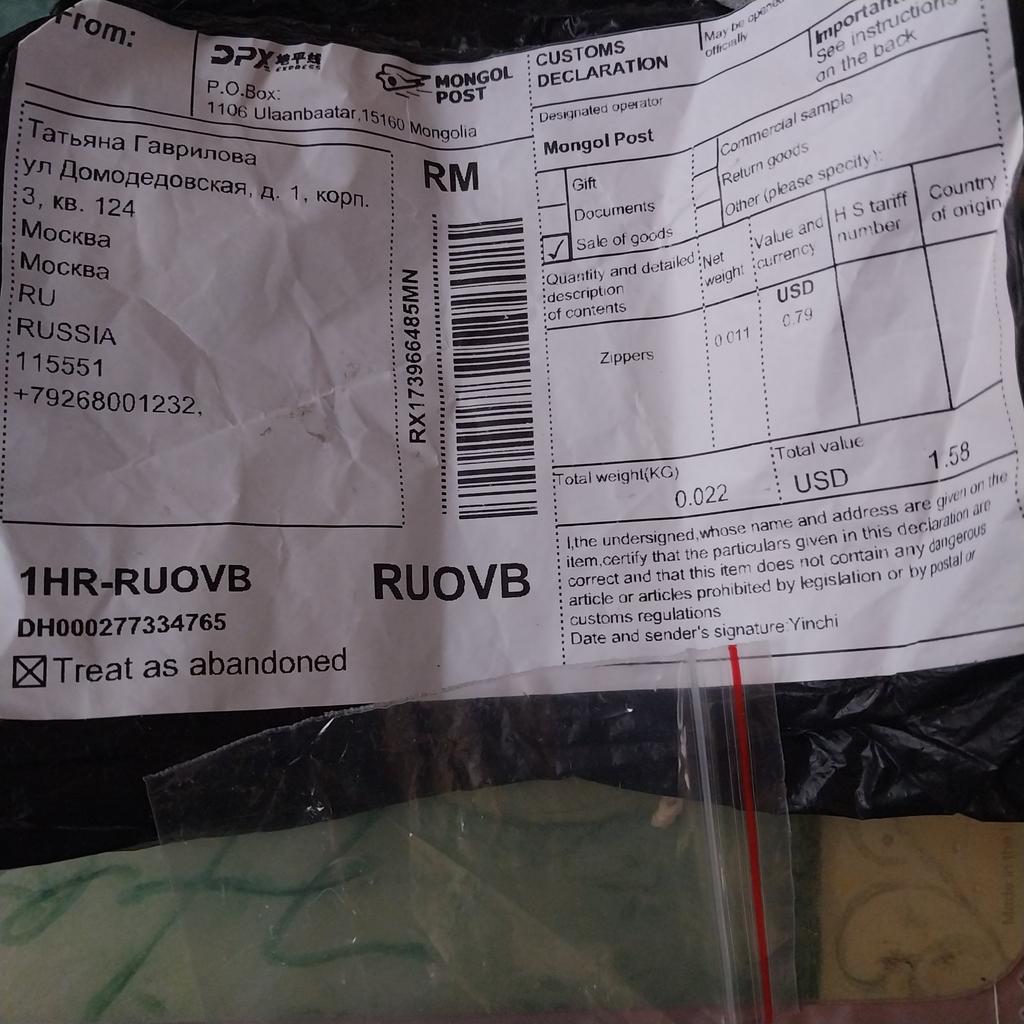 From:
DPX 地平线
EXPRESS
P.O.Box:
1106 Ulaanbaatar,15160 Mongolia
MONGOL
POST
Татьяна Гаврилова
ул Домодедовская, д. 1, корп.
3, кв. 124
Москва
Москва
RU
RUSSIA
115551
+79268001232,
RM
RX173966485MN
1HR-RUOVB
RUOVB
DH000277334765
Treat as abandoned
CUSTOMS
DECLARATION
May be opened
officially
Important!
See instructions
on the back
Designated operator
Mongol Post
Gift
Documents
Sale of goods
Commercial sample
Return goods
Other (please specify):
Quantity and detailed
description
of contents
Net
weight
Value and
currency
H S tariff
number
Country
of origin
Zippers
0.011
USD
0.79
Total weight(KG)
0.022
Total value
USD
1.58
I,the undersigned,whose name and address are given on the
item,certify that the particulars given in this declaration are
correct and that this item does not contain any dangerous
article or articles prohibited by legislation or by postal or
customs regulations
Date and sender's signature:Yinchi